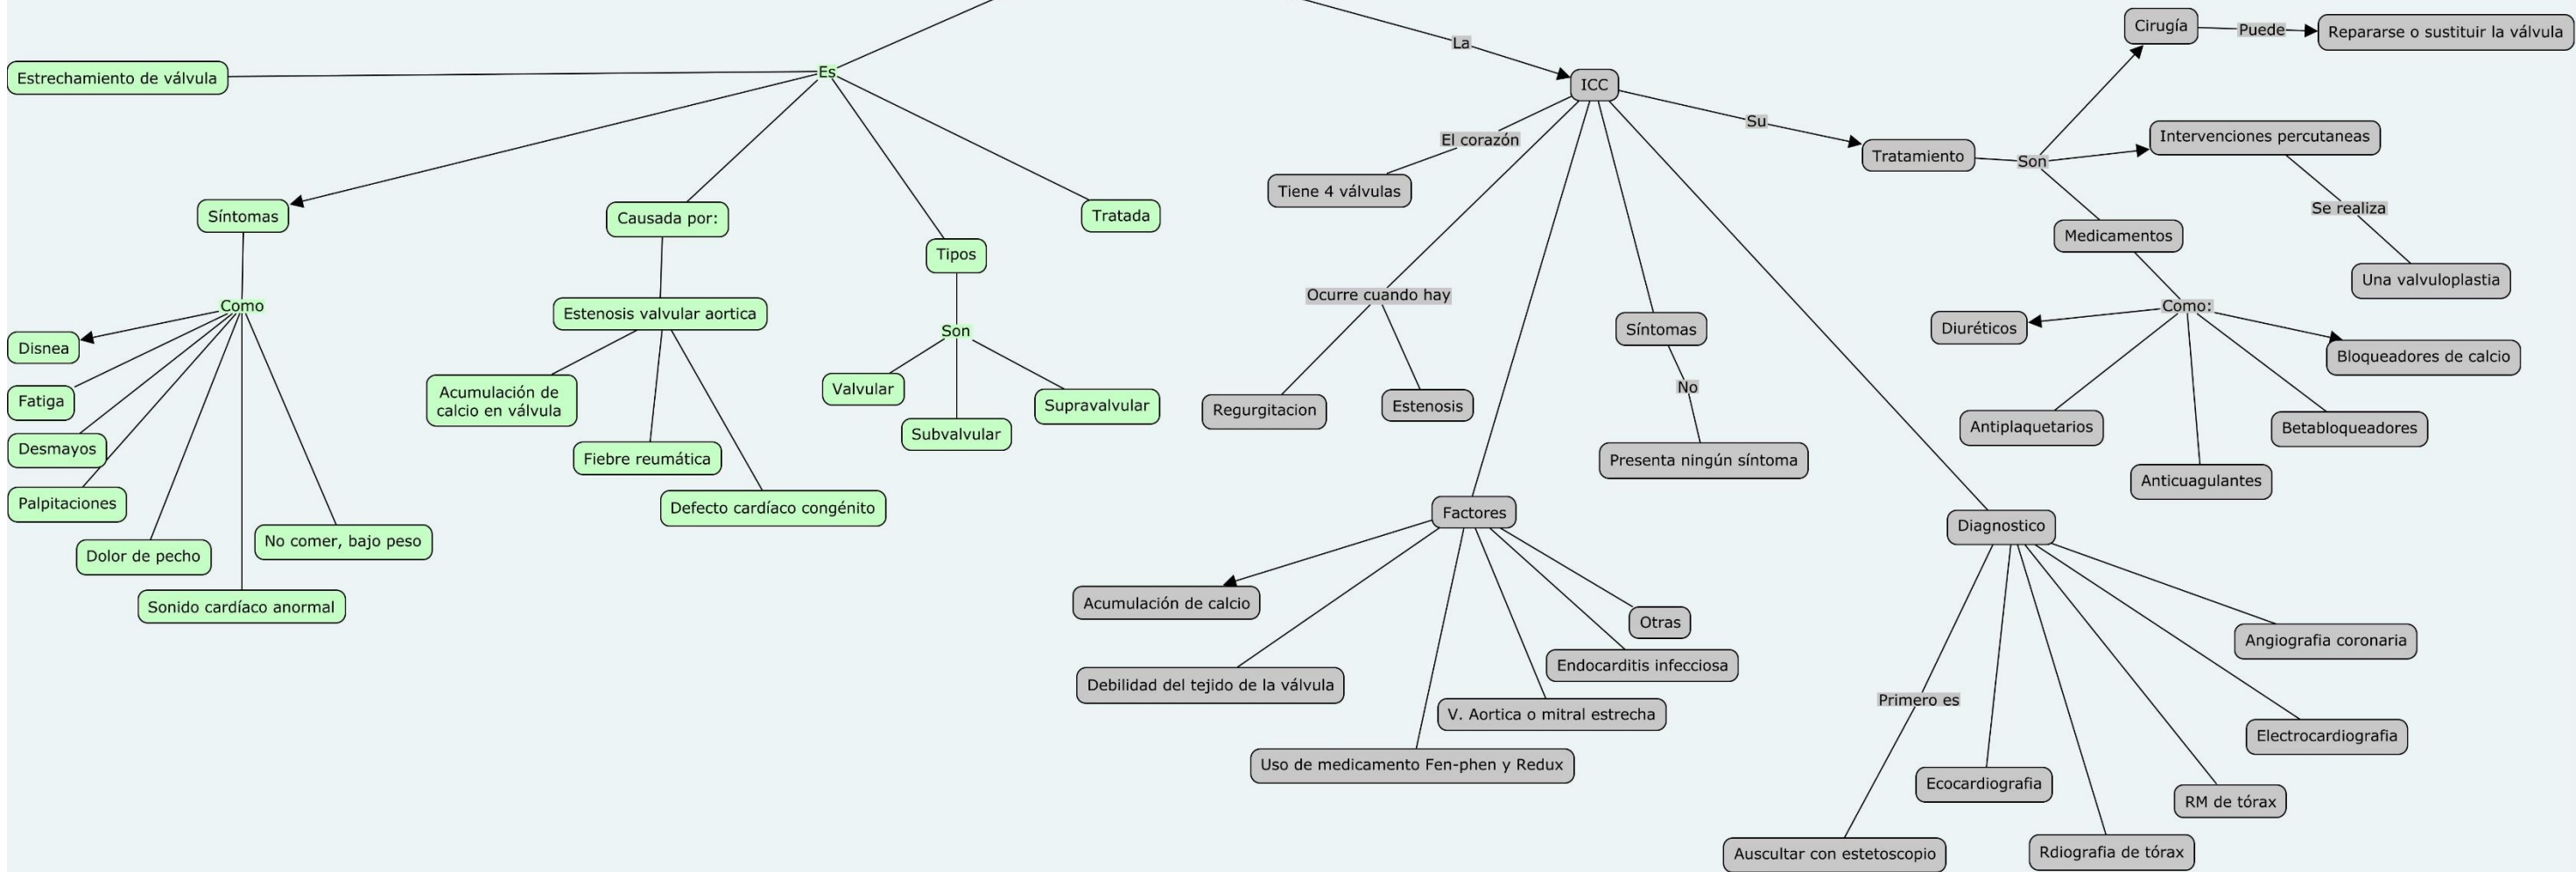 Estrechamiento de válvula
Es
Síntomas
Como
Disnea
Fatiga
Desmayos
Palpitaciones
Dolor de pecho
Sonido cardíaco anormal
No comer, bajo peso
Causada por:
Estenosis valvular aortica
Acumulación de
calcio en válvula
Fiebre reumática
Defecto cardíaco congénito
Tipos
Son
Valvular
Subvalvular
Supravalvular
Tratada
La
ICC
El corazón
Tiene 4 válvulas
Ocurre cuando hay
Regurgitacion
Estenosis
Factores
Acumulación de calcio
Debilidad del tejido de la válvula
Uso de medicamento Fen-phen y Redux
V. Aortica o mitral estrecha
Endocarditis infecciosa
Otras
Síntomas
No
Presenta ningún síntoma
Diagnostico
Primero es
Auscultar con estetoscopio
Ecocardiografia
Rdiografia de tórax
RM de tórax
Electrocardiografia
Angiografia coronaria
Su
Tratamiento
Son
Cirugía
Puede
Repararse o sustituir la válvula
Intervenciones percutaneas
Se realiza
Una valvuloplastia
Medicamentos
Como:
Diuréticos
Antiplaquetarios
Anticuagulantes
Betabloqueadores
Bloqueadores de calcio